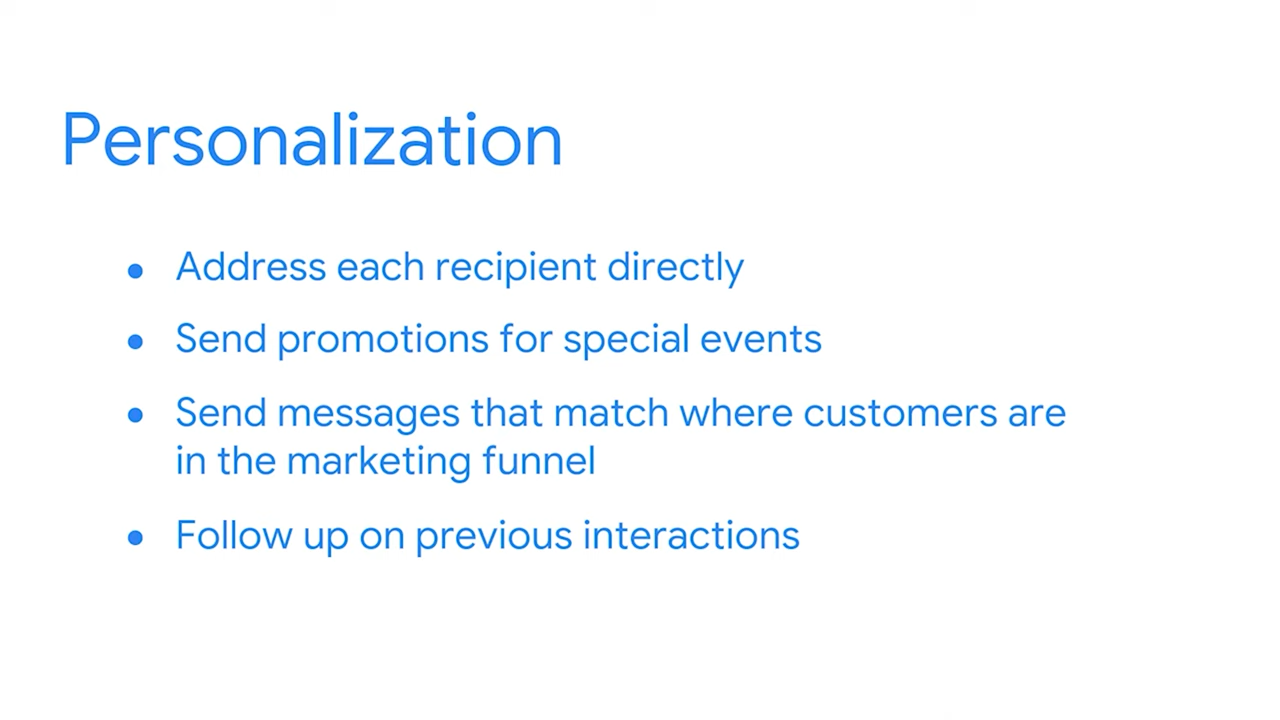 Personalization
● Address each recipient directly
● Send promotions for special events
● Send messages that match where customers are
in the marketing funnel
● Follow up on previous interactions